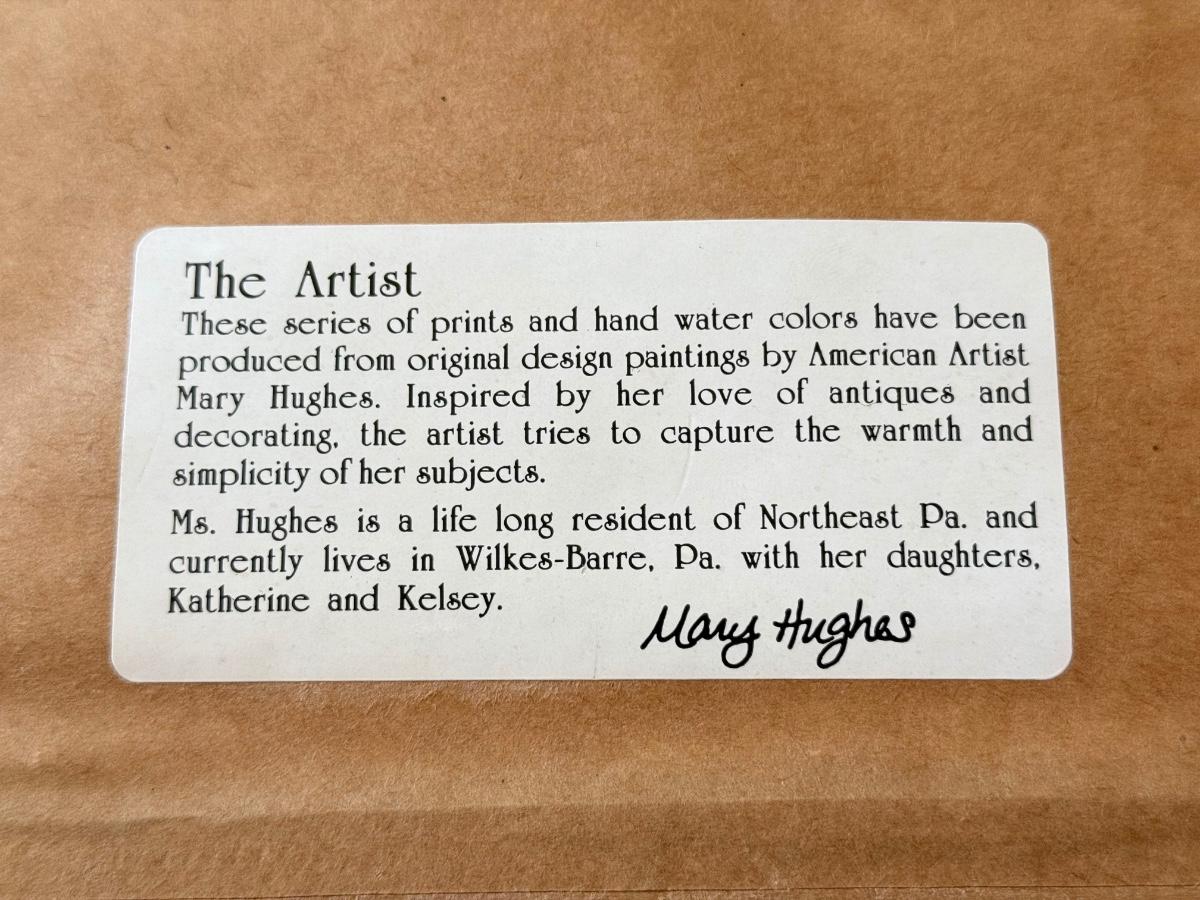 The Artist
These series of prints and hand water colors have been
produced from original design paintings by American Artist
Mary Hughes. Inspired by her love of antiques and
decorating, the artist tries to capture the warmth and
simplicity of her subjects.
Ms. Hughes is a life long resident of Northeast Pa. and
currently lives in Wilkes-Barre, Pa. with her daughters,
Katherine and Kelsey.
Mary Hughes